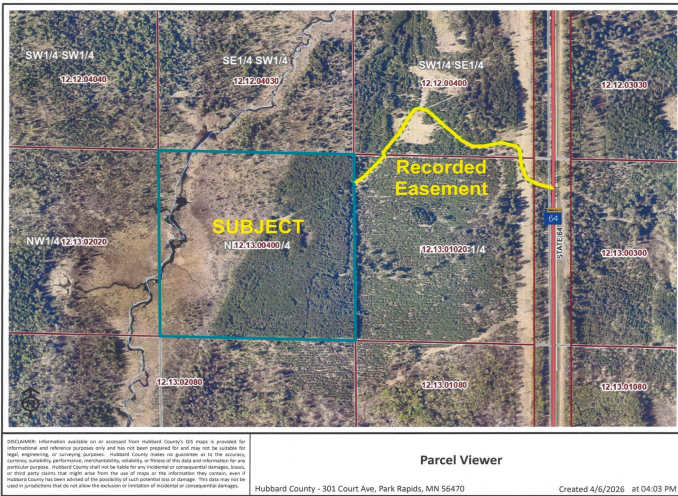 SW1/4 SW1/4
12.12.04040
SE1/4 SW1/4
12.12.04030
SW1/4 SE1/4
12.12.00400
12.12.03030
Recorded
Easement
SUBJECT
12.13.00400 /4
NW1/4
12.13.02020
12.13.01020 1/4
64
STATE 64
12.13.00300
12.13.02080
12.13.01080
12.13.01080
DISCLAIMER: Information available on or accessed from Hubbard County's GIS maps is provided for
informational and reference purposes only and has not been prepared for and may not be suitable for
legal, engineering, or surveying purposes. Hubbard County makes no guarantee as to the accuracy,
currency, suitability, performance, merchantability, reliability, or fitness of this data and information for any
particular purpose. Hubbard County shall not be liable for any incidental or consequential damages, losses,
or third party claims that might arise from the use of maps or the information they contain, even if
Hubbard County has been advised of the possibility of such potential loss or damage. This data may not be
used in jurisdictions that do not allow the exclusion or limitation of incidental or consequential damages.
Parcel Viewer
Hubbard County - 301 Court Ave, Park Rapids, MN 56470
Created 4/6/2026 at 04:03 PM